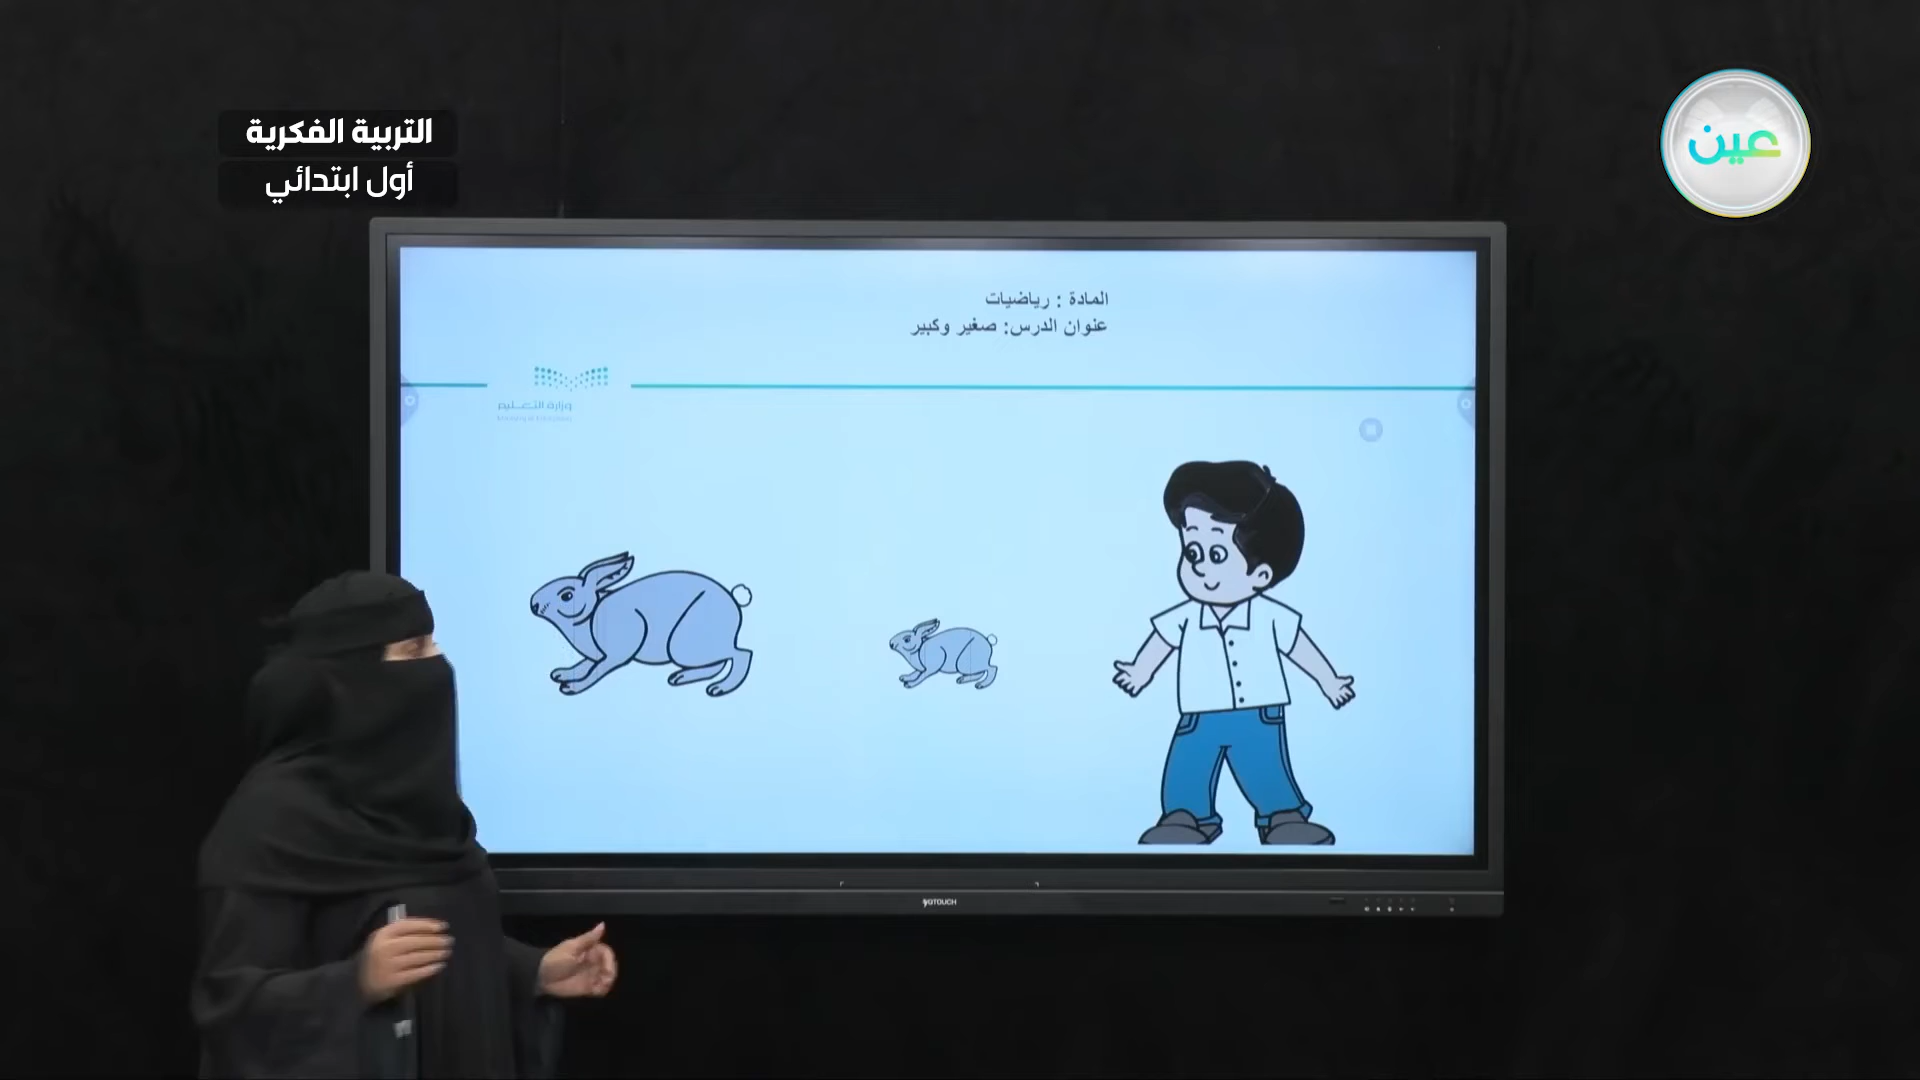 التربية الفكرية
أول ابتدائي
عين
المادة : رياضيات
عنوان الدرس: صغير وكبير
وزارة التعليم